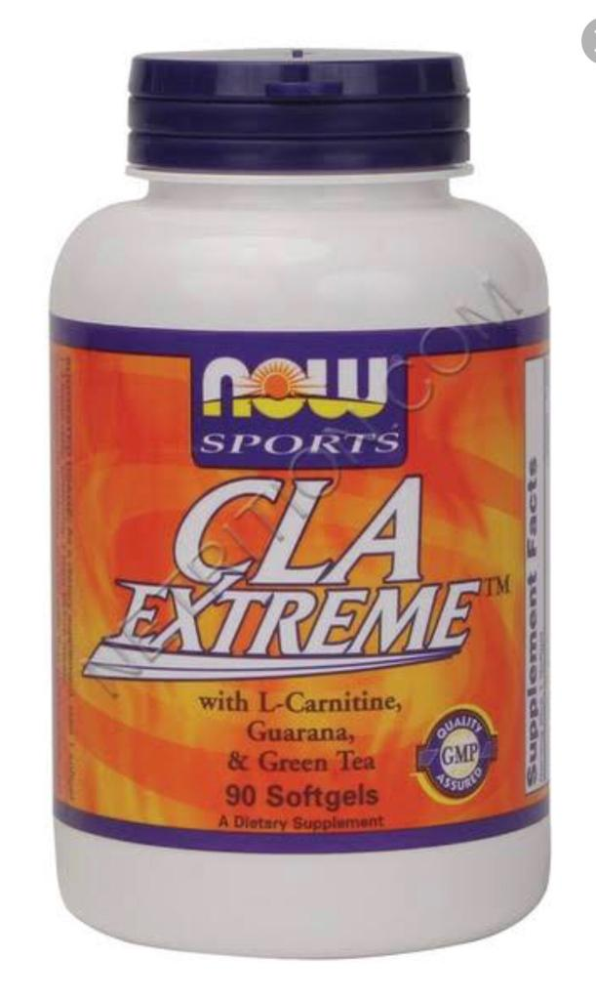 NOW
SPORTS
CLA
EXTREME™
with L-Carnitine,
Guarana,
& Green Tea
90 Softgels
A Dietary Supplement
QUALITY
GMP
ASSURED
Supplement Facts